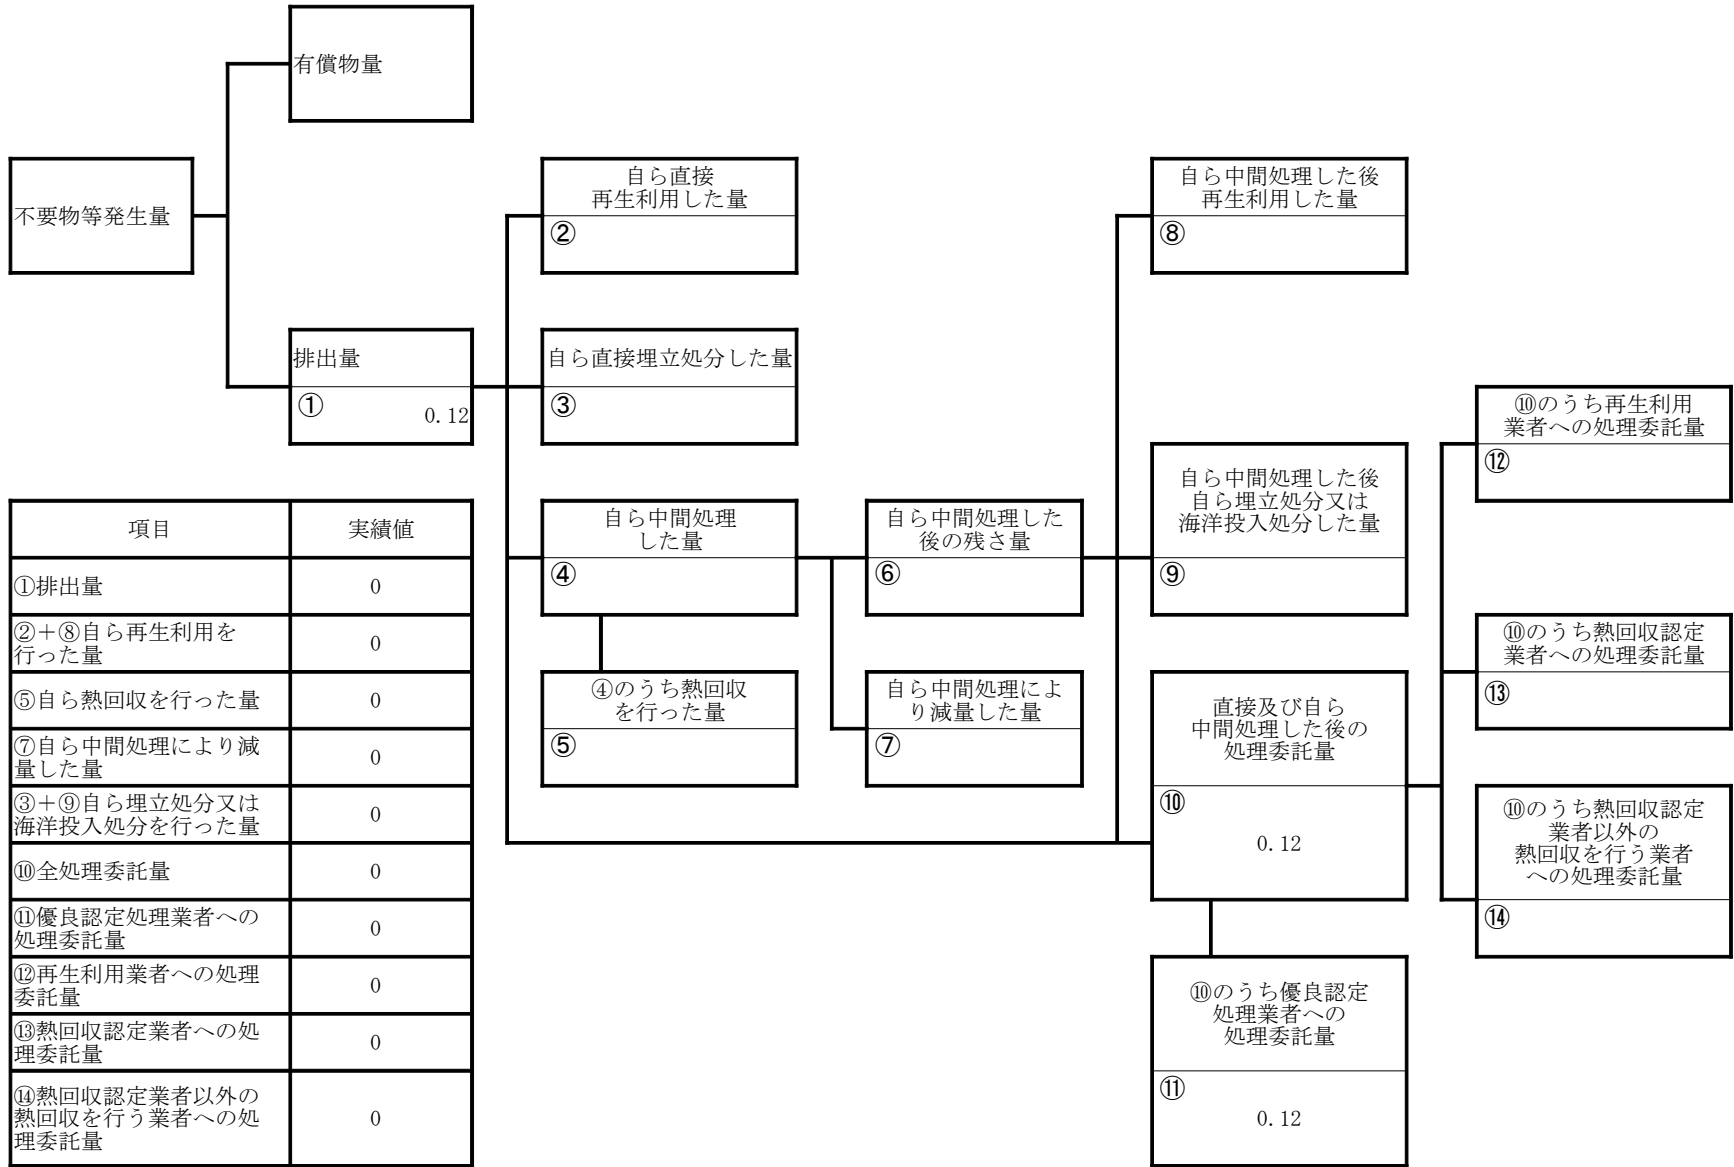 有償物量
不要物等発生量
自ら直接
再生利用した量
②
自ら中間処理した後
再生利用した量
⑧
排出量
①
0.12
自ら直接埋立処分した量
③
⑩のうち再生利用
業者への処理委託量
⑫
自ら中間処理
した量
④
自ら中間処理した
後の残さ量
⑥
自ら中間処理した後
自ら埋立処分又は
海洋投入処分した量
⑨
⑩のうち熱回収認定
業者への処理委託量
⑬
④のうち熱回収
を行った量
⑤
自ら中間処理によ
り減量した量
⑦
直接及び自ら
中間処理した後の
処理委託量
⑩
0.12
⑩のうち熱回収認定
業者以外の
熱回収を行う業者
への処理委託量
⑭
⑩のうち優良認定
処理業者への
処理委託量
⑪
0.12
項目 実績値
①排出量 0
②＋⑧自ら再生利用を
行った量 0
⑤自ら熱回収を行った量 0
⑦自ら中間処理により減
量した量 0
③＋⑨自ら埋立処分又は
海洋投入処分を行った量 0
⑩全処理委託量 0
⑪優良認定処理業者への
処理委託量 0
⑫再生利用業者への処理
委託量 0
⑬熱回収認定業者への処
理委託量 0
⑭熱回収認定業者以外の
熱回収を行う業者への処
理委託量 0